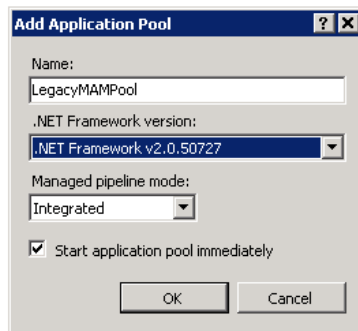 Add Application Pool
Name:
LegacyMAMPool
.NET Framework version:
.NET Framework v2.0.50727
Managed pipeline mode:
Integrated
Start application pool immediately
OK Cancel